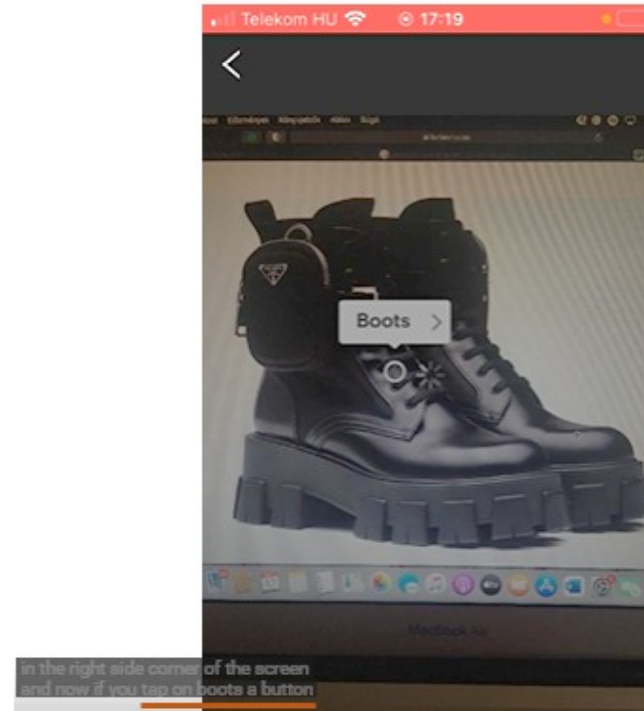 Telekom HU 17:19
Súgó
Boots
MacBook Air
in the right side corner of the screen
and now if you tap on boots a button